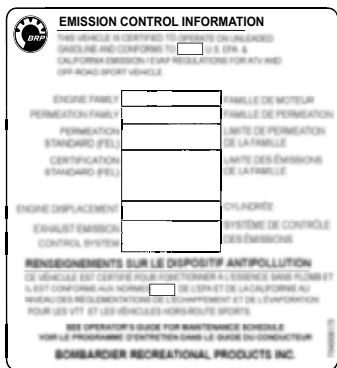 EMISSION CONTROL INFORMATION
BRP
THIS VEHICLE IS CERTIFIED TO OPERATE ON UNLEADED
GASOLINE AND CONFORMS TO U.S. EPA &
CALIFORNIA EMISSION / EVAP REGULATIONS FOR ATV AND
OFF-ROAD SPORT VEHICLE.
ENGINE FAMILY FAMILLE DE MOTEUR
PERMEATION FAMILY FAMILLE DE PERMEATION
PERMEATION LIMITE DE PERMEATION
STANDARD (FEL) DE LA FAMILLE
CERTIFICATION LIMITE DES ÉMISSIONS
STANDARD (FEL) DE LA FAMILLE
ENGINE DISPLACEMENT CYLINDRÉE
EXHAUST EMISSION SYSTÈME DE CONTRÔLE
CONTROL SYSTEM DES ÉMISSIONS
RENSEIGNEMENTS SUR LE DISPOSITIF ANTIPOLLUTION
CE VÉHICULE EST CERTIFIÉ POUR FONCTIONNER À L'ESSENCE SANS PLOMB ET
IL EST CONFORME AUX NORMES DE L'EPA ET DE LA CALIFORNIE AU
NIVEAU DES RÉGLEMENTATIONS DE L'ÉCHAPPEMENT ET DE L'ÉVAPORATION
POUR LES VTT ET LES VÉHICULES HORS-ROUTE SPORTS.
SEE OPERATOR'S GUIDE FOR MAINTENANCE SCHEDULE
VOIR LE PROGRAMME D'ENTRETIEN DANS LE GUIDE DU CONDUCTEUR
BOMBARDIER RECREATIONAL PRODUCTS INC.